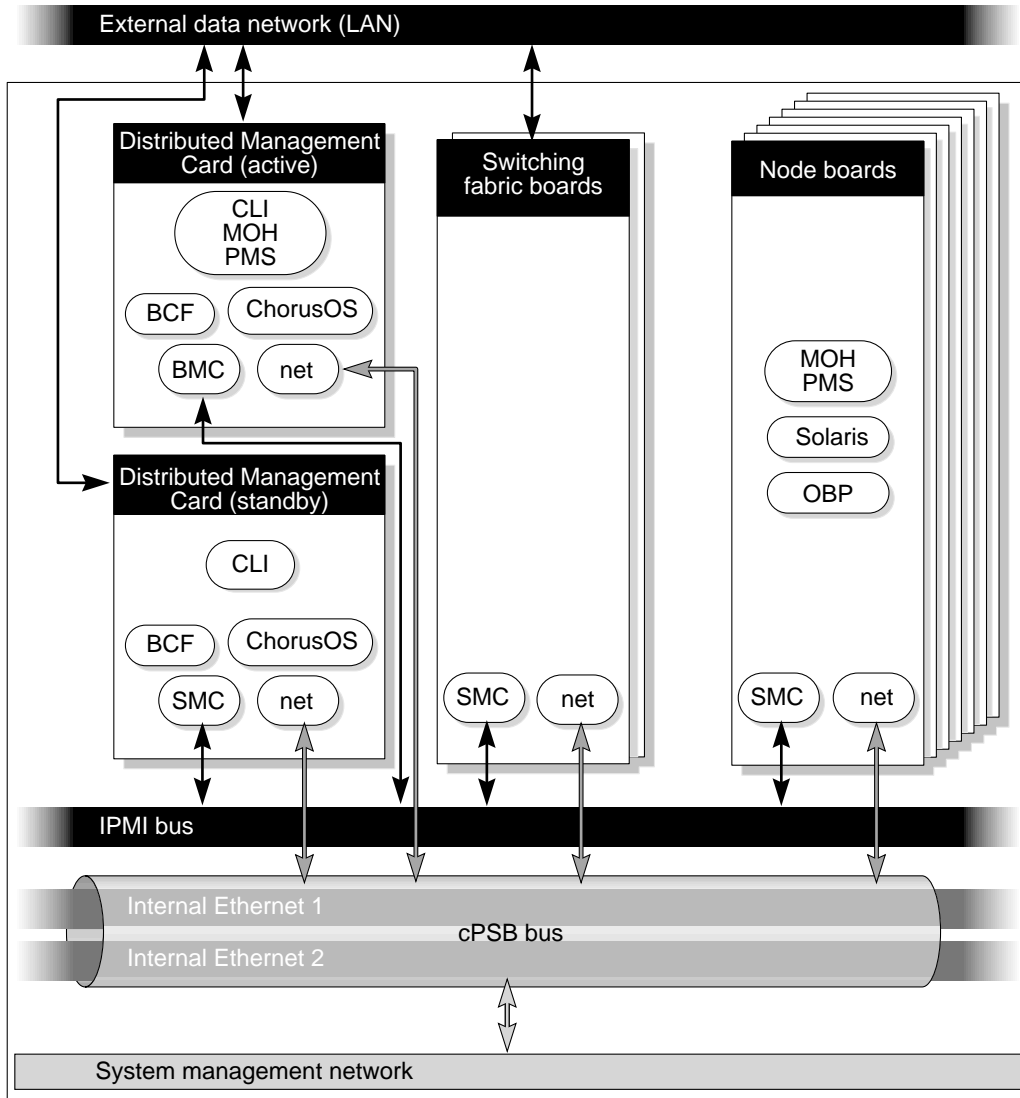 External data network (LAN)
Distributed Management
Card (active)
CLI
MOH
PMS
BCF
ChorusOS
BMC
net
Distributed Management
Card (standby)
CLI
BCF
ChorusOS
SMC
net
Switching
fabric boards
SMC
net
Node boards
MOH
PMS
Solaris
OBP
SMC
net
IPMI bus
Internal Ethernet 1
cPSB bus
Internal Ethernet 2
System management network